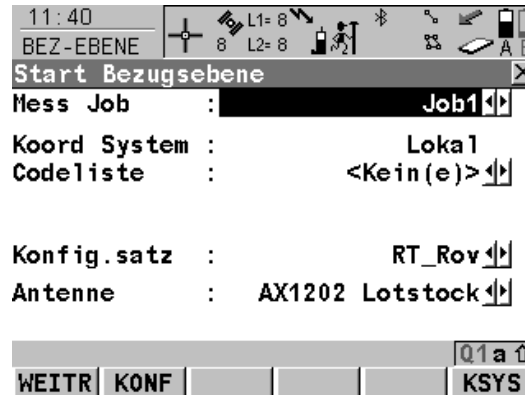 11:40
BEZ-EBENE
8
L1= 8
L2= 8
A
Start Bezugsebene
Mess Job : Job1
Koord System : Lokal
Codeliste : <Kein(e)>
Konfig.satz : RT_Rov
Antenne : AX1202 Lotstock
Q1 a
WEITR KONF KSYS